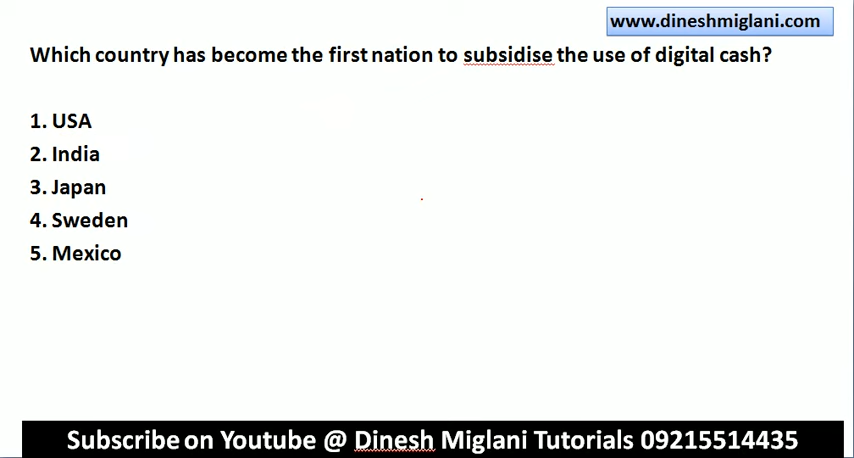 www.dineshmiglani.com
Which country has become the first nation to subsidise the use of digital cash?
1. USA
2. India
3. Japan
4. Sweden
5. Mexico
Subscribe on Youtube @ Dinesh Miglani Tutorials 09215514435